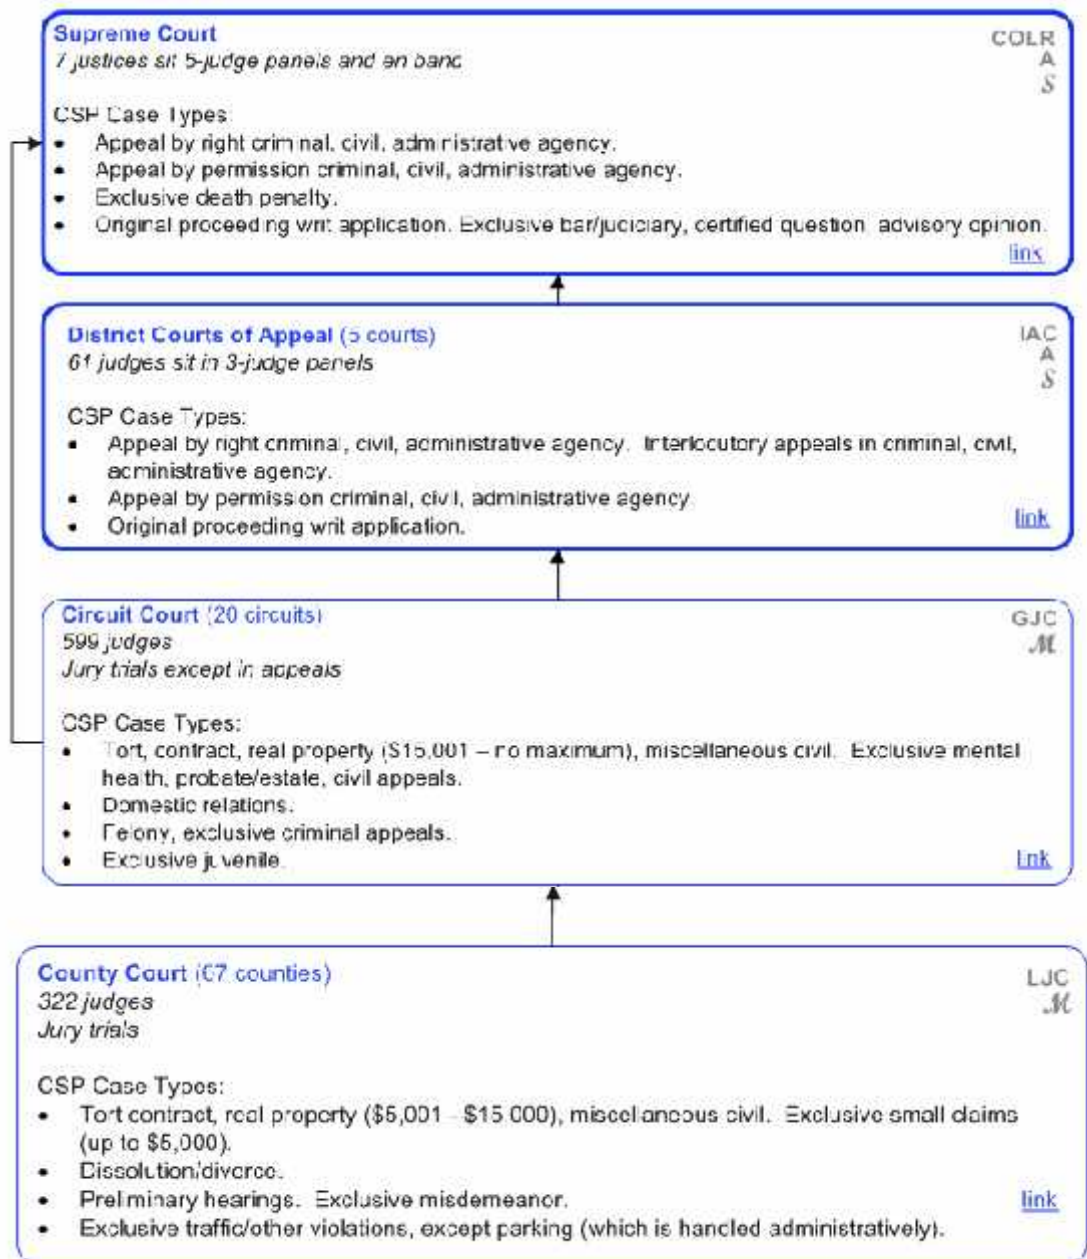 Supreme Court
COLR
7 justices sit 5-judge panels and en banc
A
S
CSP Case Types:
• Appeal by right criminal, civil, administrative agency.
• Appeal by permission criminal, civil, administrative agency.
• Exclusive death penalty.
• Original proceeding writ application. Exclusive bar/judiciary, certified question, advisory opinion.
link
District Courts of Appeal (5 courts)
IAC
61 judges sit in 3-judge panels
A
S
CSP Case Types:
• Appeal by right criminal, civil, administrative agency. Interlocutory appeals in criminal, civil,
administrative agency.
• Appeal by permission criminal, civil, administrative agency
• Original proceeding writ application.
link
Circuit Court (20 circuits)
GJC
599 judges
M
Jury trials except in appeals
CSP Case Types:
• Tort, contract, real property ($15,001 – no maximum), miscellaneous civil. Exclusive mental
health, probate/estate, civil appeals.
• Domestic relations.
• Felony, exclusive criminal appeals.
• Exclusive juvenile.
link
County Court (67 counties)
LJC
322 judges
M
Jury trials
CSP Case Types:
• Tort contract, real property ($5,001 - $15,000), miscellaneous civil. Exclusive small claims
(up to $5,000).
• Dissolution/divorce.
• Preliminary hearings. Exclusive misdemeanor.
link
• Exclusive traffic/other violations, except parking (which is handled administratively).